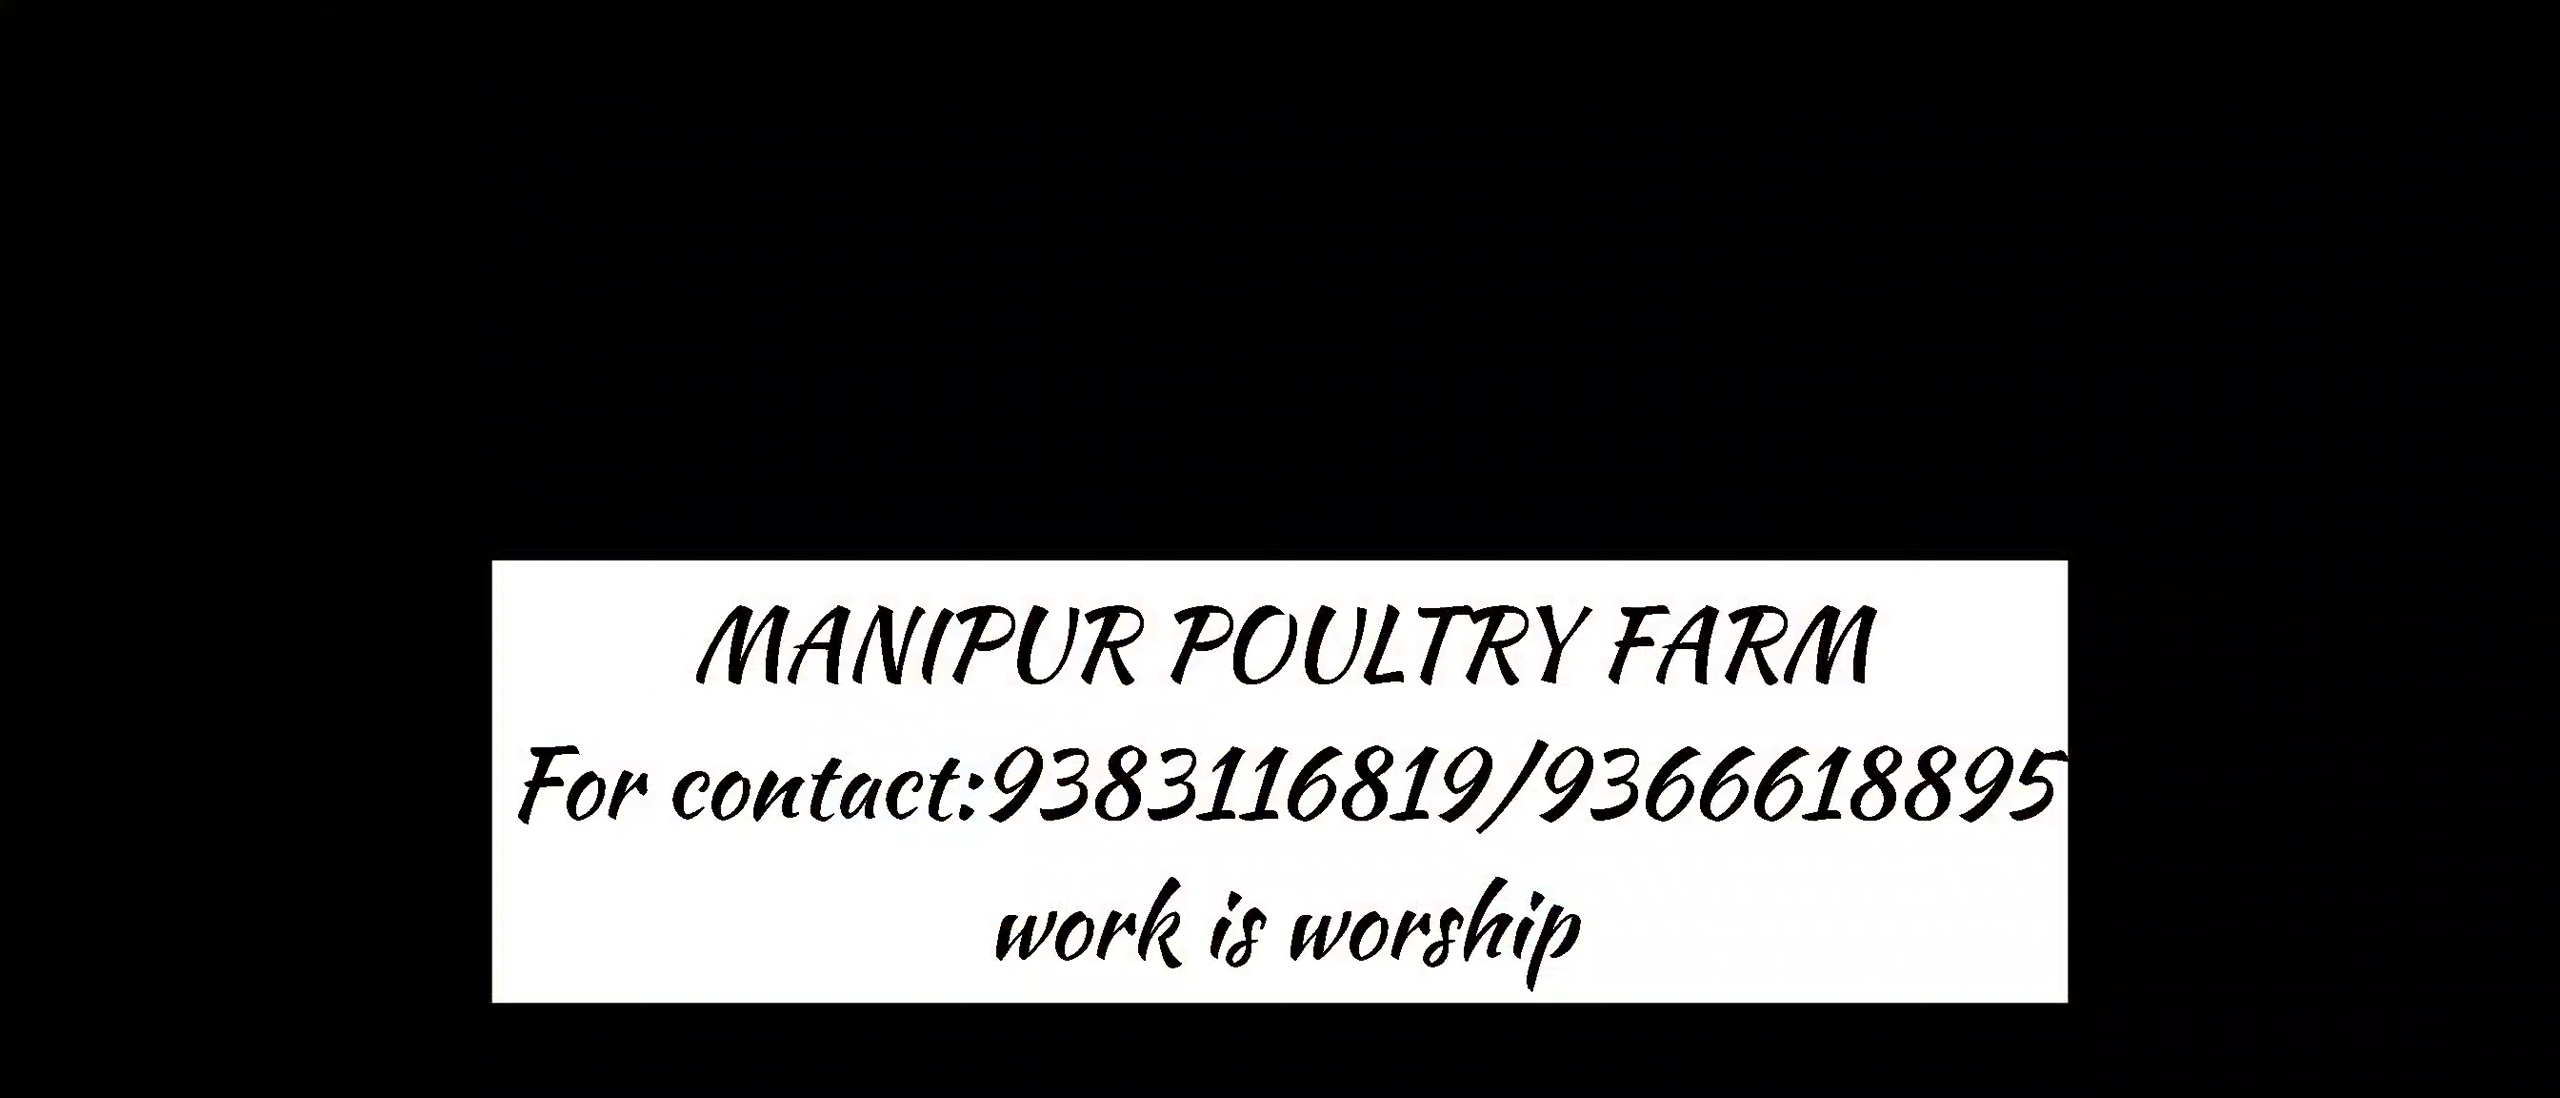 MANIPUR POULTRY FARM
For contact:9383116819/9366618895
work is worship